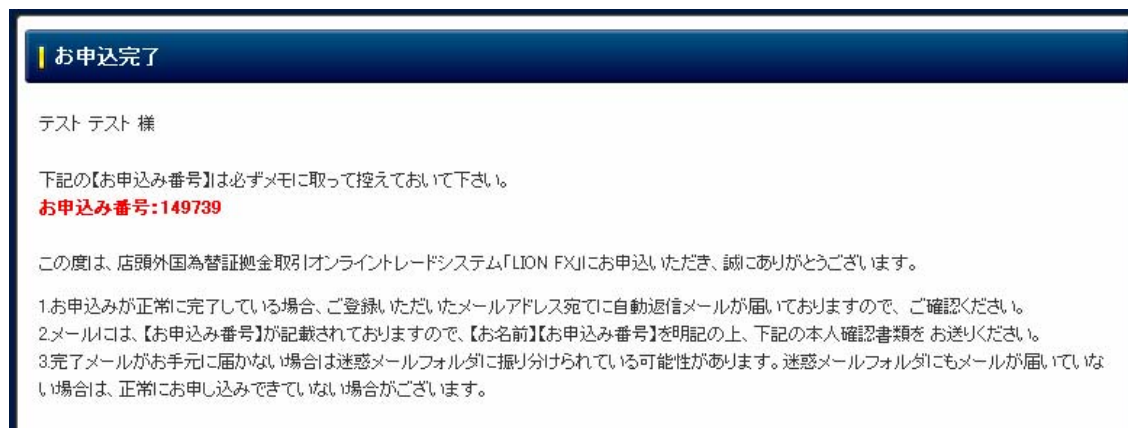 お申込完了
テスト テスト 様
下記の【お申込み番号】は必ずメモに取って控えておいて下さい。
お申込み番号:149739
この度は、店頭外国為替証拠金取引オンライントレードシステム「LION FX」にお申込いただき、誠にありがとうございます。
1.お申込みが正常に完了している場合、ご登録いただいたメールアドレス宛てに自動返信メールが届いておりますので、ご確認ください。
2.メールには、【お申込み番号】が記載されておりますので、【お名前】【お申込み番号】を明記の上、下記の本人確認書類を お送りください。
3.完了メールがお手元に届かない場合は迷惑メールフォルダに振り分けられている可能性があります。迷惑メールフォルダにもメールが届いていな
い場合は、正常にお申し込みできていない場合がございます。